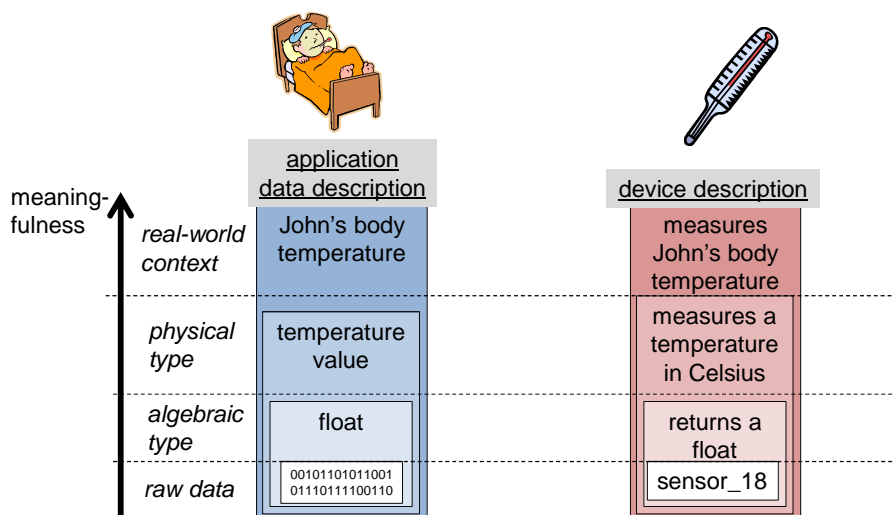 application
data description
device description
meaning-
fulness
real-world
context
John's body
temperature
measures
John's body
temperature
physical
type
temperature
value
measures a
temperature
in Celsius
algebraic
type
float
returns a
float
raw data
00101101011001
01110111100110
sensor_18